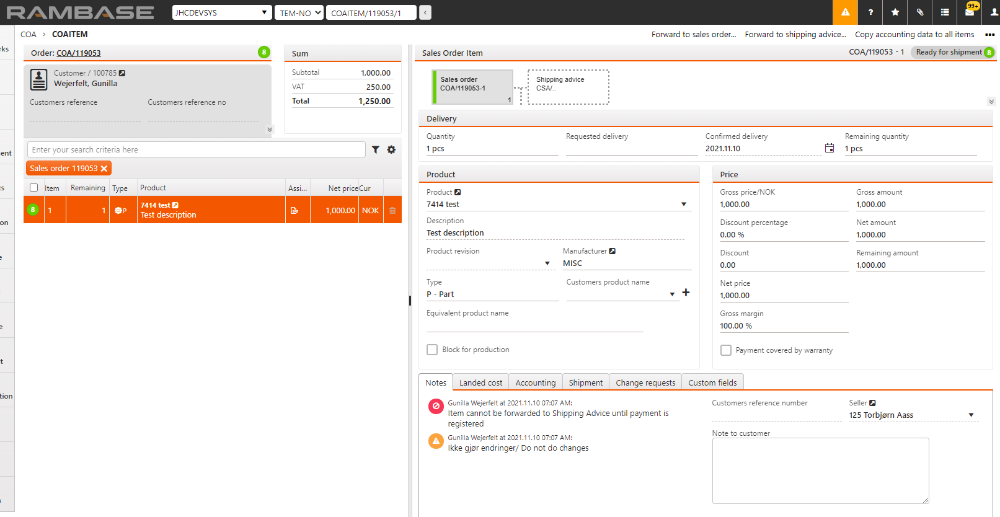 RAMBASE
JHCDEVSYS
TEM-NO
COAITEM/119053/1
?
99+
COA
COAITEM
Forward to sales order...
Forward to shipping advice...
Copy accounting data to all items
rks
ent
cs
on
e
e
t
tion
Order: COA/119053
8
Customer / 100785
Wejerfelt, Gunilla
Customers reference
Customers reference no
Sum
Subtotal 1,000.00
VAT 250.00
Total 1,250.00
Enter your search criteria here
Sales order 119053
Item Remaining Type Product Assi... Net price Cur
8 1 1 P 7414 test 1,000.00 NOK
Test description
Sales Order Item
COA/119053 - 1
Ready for shipment 8
Sales order
COA/119053-1
1
Shipping advice
CSA/..
Delivery
Quantity
1 pcs
Requested delivery
Confirmed delivery
2021.11.10
Remaining quantity
1 pcs
Product
Product
7414 test
Description
Test description
Product revision
Manufacturer
MISC
Type
P - Part
Customers product name
Equivalent product name
Block for production
Price
Gross price/NOK
1,000.00
Gross amount
1,000.00
Discount percentage
0.00 %
Net amount
1,000.00
Discount
0.00
Remaining amount
1,000.00
Net price
1,000.00
Gross margin
100.00 %
Payment covered by warranty
Notes
Landed cost
Accounting
Shipment
Change requests
Custom fields
Gunilla Wejerfelt at 2021.11.10 07:07 AM:
Item cannot be forwarded to Shipping Advice until payment is
registered
Gunilla Wejerfelt at 2021.11.10 07:07 AM:
Ikke gjør endringer/ Do not do changes
Customers reference number
Seller
125 Torbjørn Aass
Note to customer